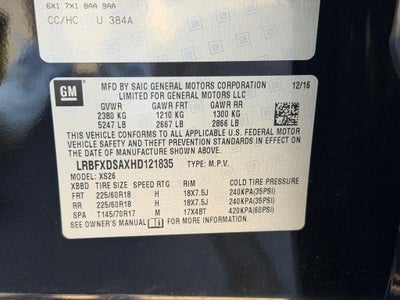 6X1 7X1 8AA 9AA
CC/HC U 384A
GM
MFD BY SAIC GENERAL MOTORS CORPORATION 12/16
LIMITED FOR GENERAL MOTORS LLC
GVWR GAWR FRT GAWR RR
2380 KG 1210 KG 1300 KG
5247 LB 2667 LB 2866 LB
THIS VEHICLE CONFORMS TO ALL APPLICABLE U.S. FEDERAL MOTOR
VEHICLE SAFETY AND THEFT PREVENTION STANDARDS IN EFFECT
ON THE DATE OF MANUFACTURE SHOWN ABOVE.
LRBFXDSAXHD121835 TYPE: M.P.V.
MODEL: XS26
XBBD TIRE SIZE SPEED RTG RIM COLD TIRE PRESSURE
FRT 225/60R18 H 18X7.5J 240KPA(35PSI)
RR 225/60R18 H 18X7.5J 240KPA(35PSI)
SPA T145/70R17 M 17X4BT 420KPA(60PSI)
SEE OWNER'S MANUAL FOR MORE INFORMATION.